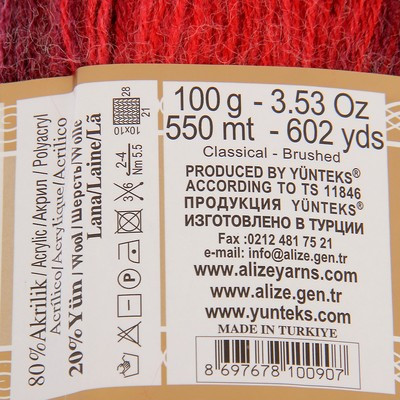 80%Akrilik / Acrylic / Акрил / Polyacryl
Acrilico/Acrylique/Acrílico
20% Yün / Wool / Шерсть / Wolle
Lana/Laine/Lã
28
21
10x10
2-4
3 6
Nm 5.5
P
100 g - 3.53 Oz
550 mt - 602 yds
Classical - Brushed
PRODUCED BY YÜNTEKS®
ACCORDING TO TS 11846
ПРОДУКЦИЯ YÜNTEKS®
ИЗГОТОВЛЕНО В ТУРЦИИ
Fax :0212 481 75 21
e-mail: info@alize.gen.tr
www.alizeyarns.com
www.alize.gen.tr
www.yunteks.com
MADE IN TURKIYE
8 697678 100907